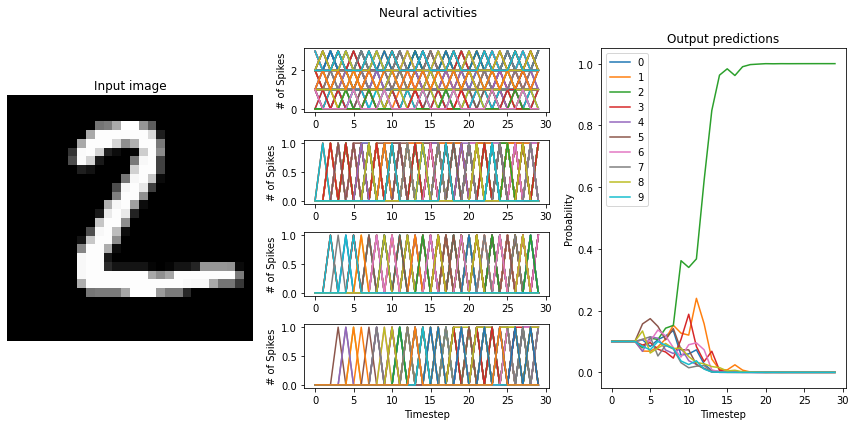 Neural activities
Input image
2
# of Spikes
2
0
0 5 10 15 20 25 30
# of Spikes
1.0
0.5
0.0
0 5 10 15 20 25 30
# of Spikes
1.0
0.5
0.0
0 5 10 15 20 25 30
# of Spikes
1.0
0.5
0.0
0 5 10 15 20 25 30
Timestep
Output predictions
Probability
1.0
0.8
0.6
0.4
0.2
0.0
0
1
2
3
4
5
6
7
8
9
0 5 10 15 20 25 30
Timestep